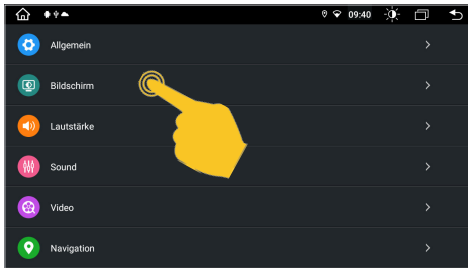 09:40
Allgemein
Bildschirm
Lautstärke
Sound
Video
Navigation